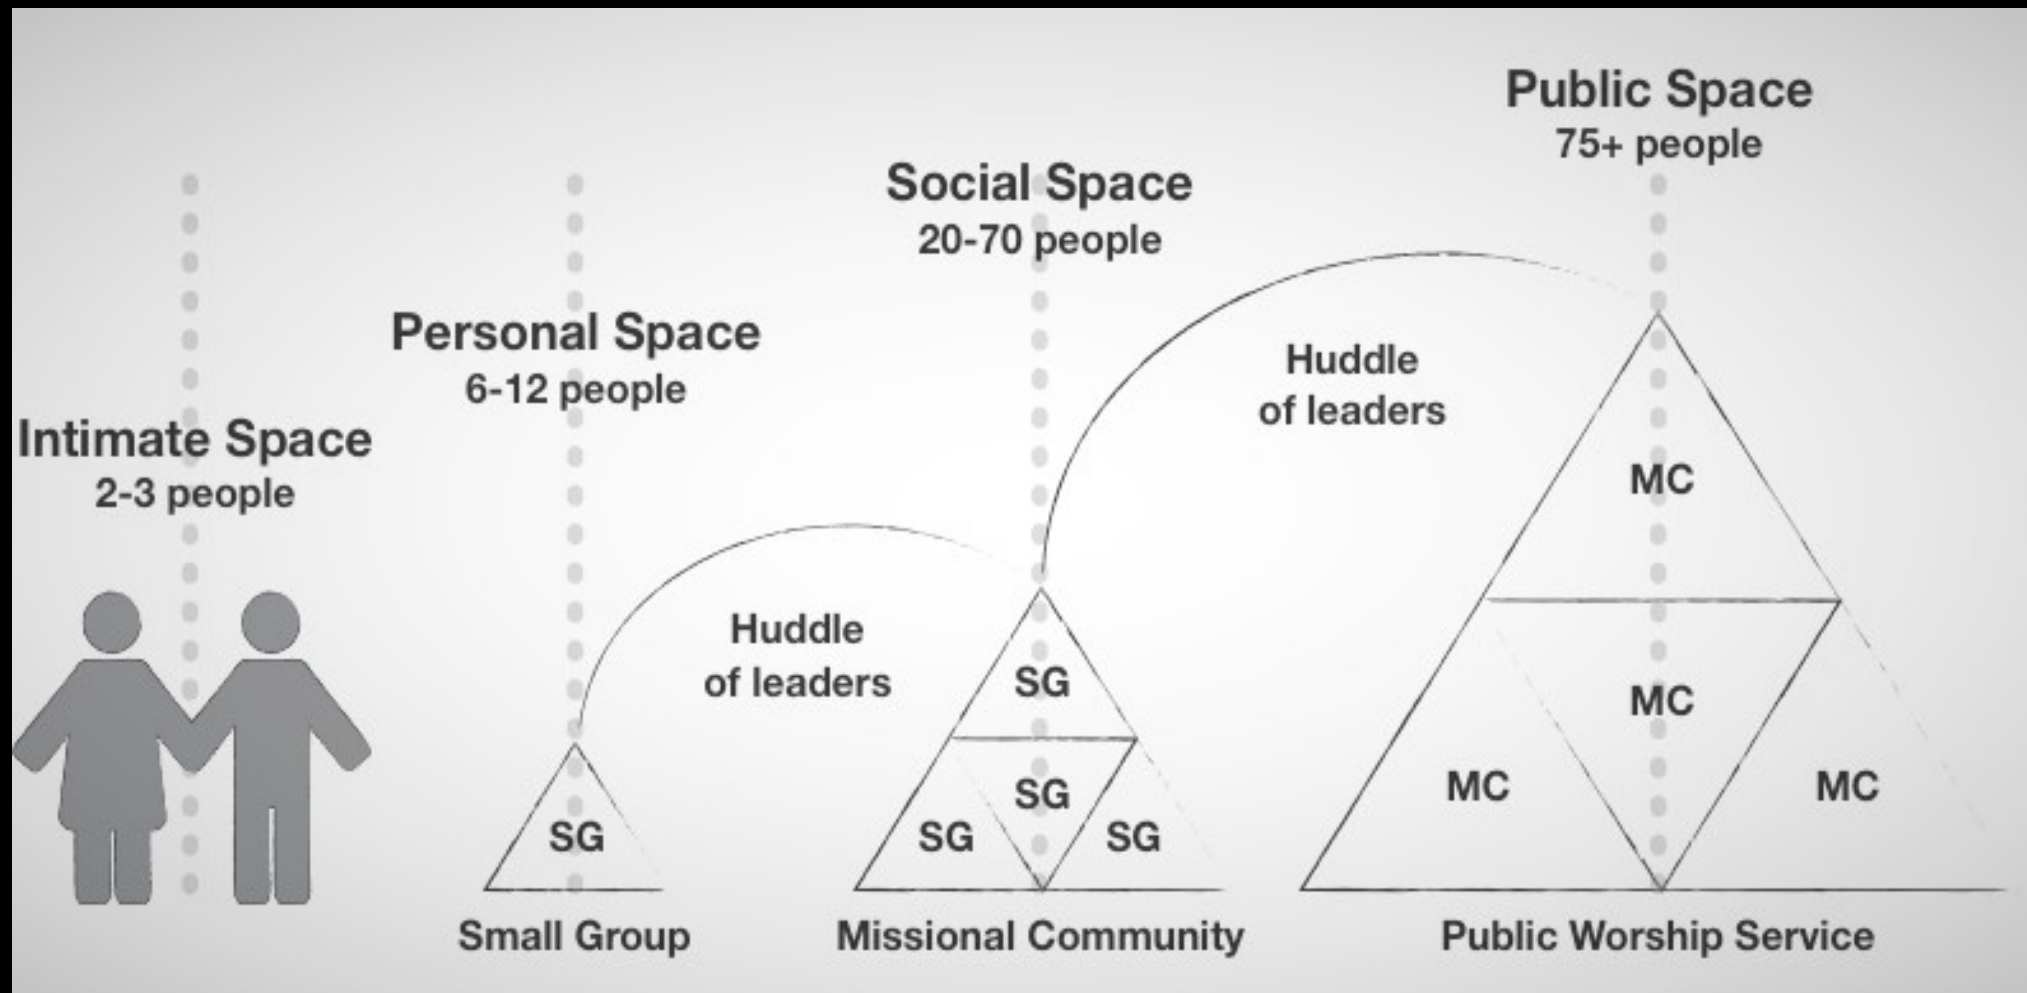 Intimate Space
2-3 people
Personal Space
6-12 people
SG
Small Group
Huddle
of leaders
Social Space
20-70 people
SG
SG
SG
SG
Missional Community
Huddle
of leaders
Public Space
75+ people
MC
MC
MC
MC
Public Worship Service